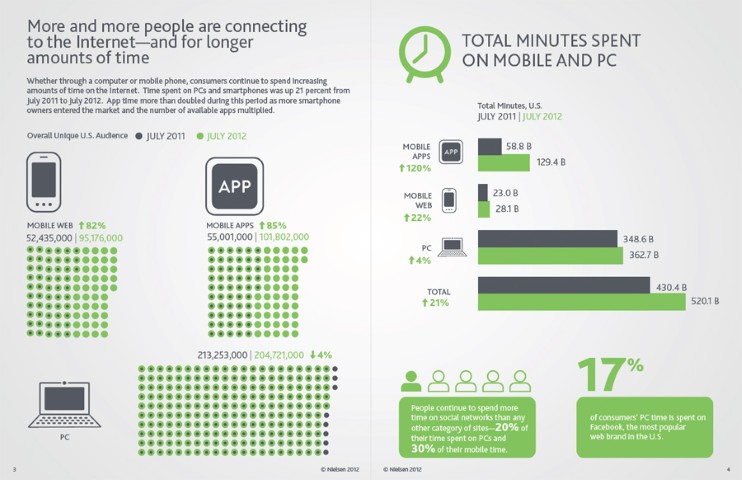 More and more people are connecting
to the Internet—and for longer
amounts of time
Whether through a computer or mobile phone, consumers continue to spend increasing
amounts of time on the Internet. Time spent on PCs and smartphones was up 21 percent from
July 2011 to July 2012. App time more than doubled during this period as more smartphone
owners entered the market and the number of available apps multiplied.
Overall Unique U.S. Audience JULY 2011 JULY 2012
APP
MOBILE WEB ↑82%
52,435,000 | 95,176,000
MOBILE APPS ↑85%
55,001,000 | 101,802,000
213,253,000 | 204,721,000 ↓4%
PC
3
© Nielsen 2012
TOTAL MINUTES SPENT
ON MOBILE AND PC
Total Minutes, U.S.
JULY 2011 | JULY 2012
MOBILE
APPS
↑120%
APP
58.8 B
129.4 B
MOBILE
WEB
↑22%
23.0 B
28.1 B
PC
↑4%
348.6 B
362.7 B
TOTAL
↑21%
430.4 B
520.1 B
People continue to spend more
time on social networks than any
other category of sites—20% of
their time spent on PCs and
30% of their mobile time.
17%
of consumers' PC time is spent on
Facebook, the most popular
web brand in the U.S.
© Nielsen 2012
4